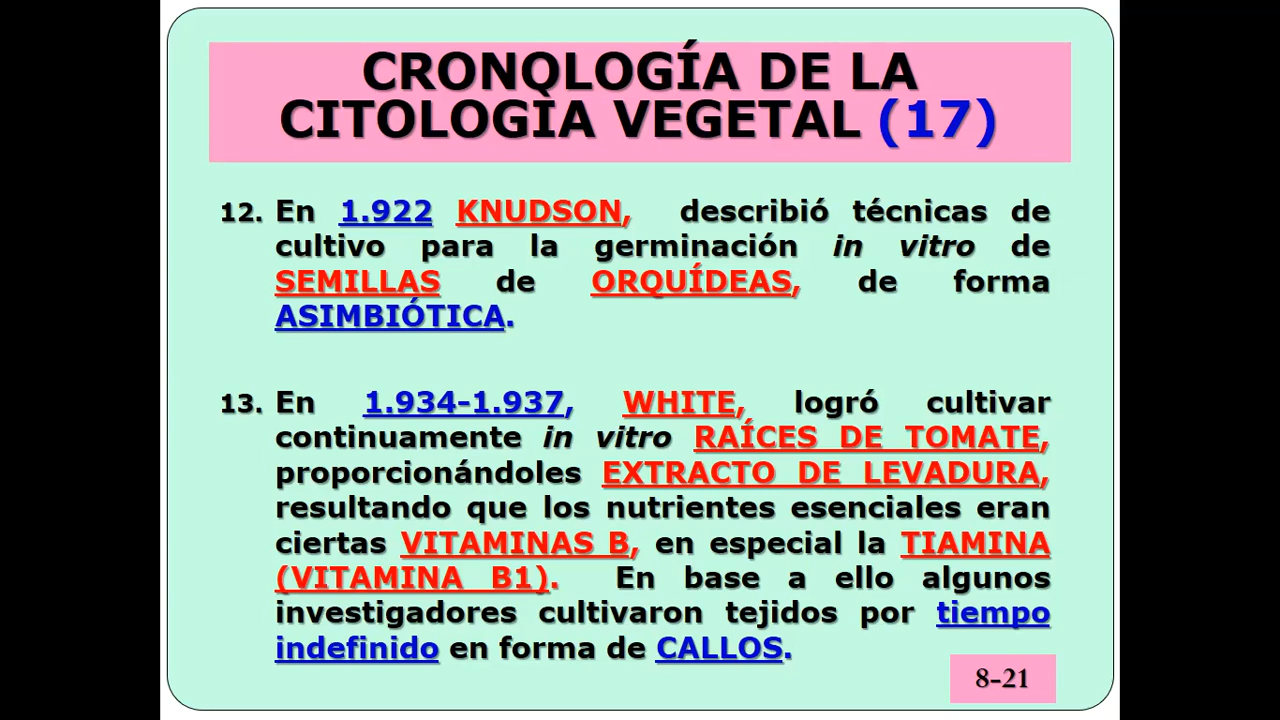 CRONOLOGÍA DE LA
CITOLOGÍA VEGETAL (17)
12. En 1.922 KNUDSON, describió técnicas de
cultivo para la germinación in vitro de
SEMILLAS de ORQUÍDEAS, de forma
ASIMBIÓTICA.
13. En 1.934-1.937, WHITE, logró cultivar
continuamente in vitro RAÍCES DE TOMATE,
proporcionándoles EXTRACTO DE LEVADURA,
resultando que los nutrientes esenciales eran
ciertas VITAMINAS B, en especial la TIAMINA
(VITAMINA B1). En base a ello algunos
investigadores cultivaron tejidos por tiempo
indefinido en forma de CALLOS.
8-21